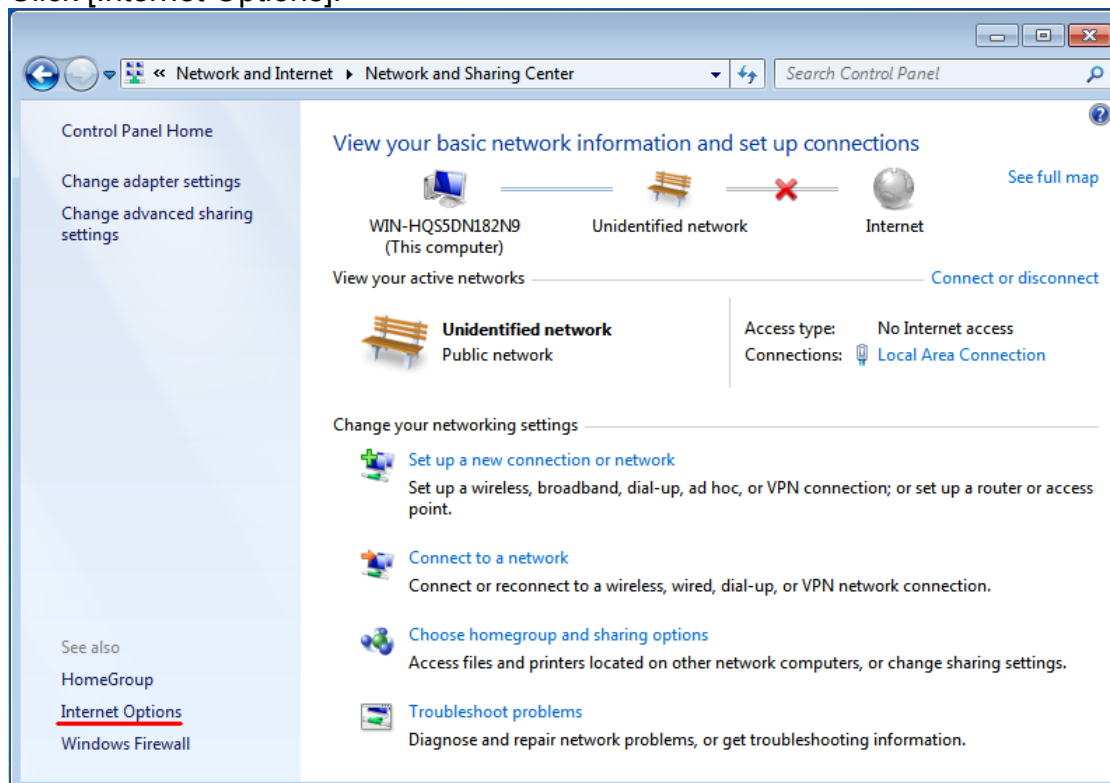 Click [Internet Options].
« Network and Internet ▸ Network and Sharing Center
Search Control Panel
Control Panel Home
Change adapter settings
Change advanced sharing
settings
See also
HomeGroup
Internet Options
Windows Firewall
View your basic network information and set up connections
See full map
WIN-HQS5DN182N9
(This computer)
Unidentified network
Internet
View your active networks
Connect or disconnect
Unidentified network
Public network
Access type: No Internet access
Connections: Local Area Connection
Change your networking settings
Set up a new connection or network
Set up a wireless, broadband, dial-up, ad hoc, or VPN connection; or set up a router or access
point.
Connect to a network
Connect or reconnect to a wireless, wired, dial-up, or VPN network connection.
Choose homegroup and sharing options
Access files and printers located on other network computers, or change sharing settings.
Troubleshoot problems
Diagnose and repair network problems, or get troubleshooting information.